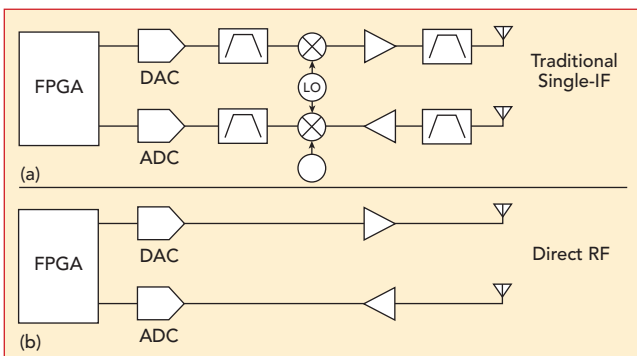 FPGA
DAC
LO
ADC
Traditional
Single-IF
(a)
FPGA
DAC
ADC
Direct RF
(b)